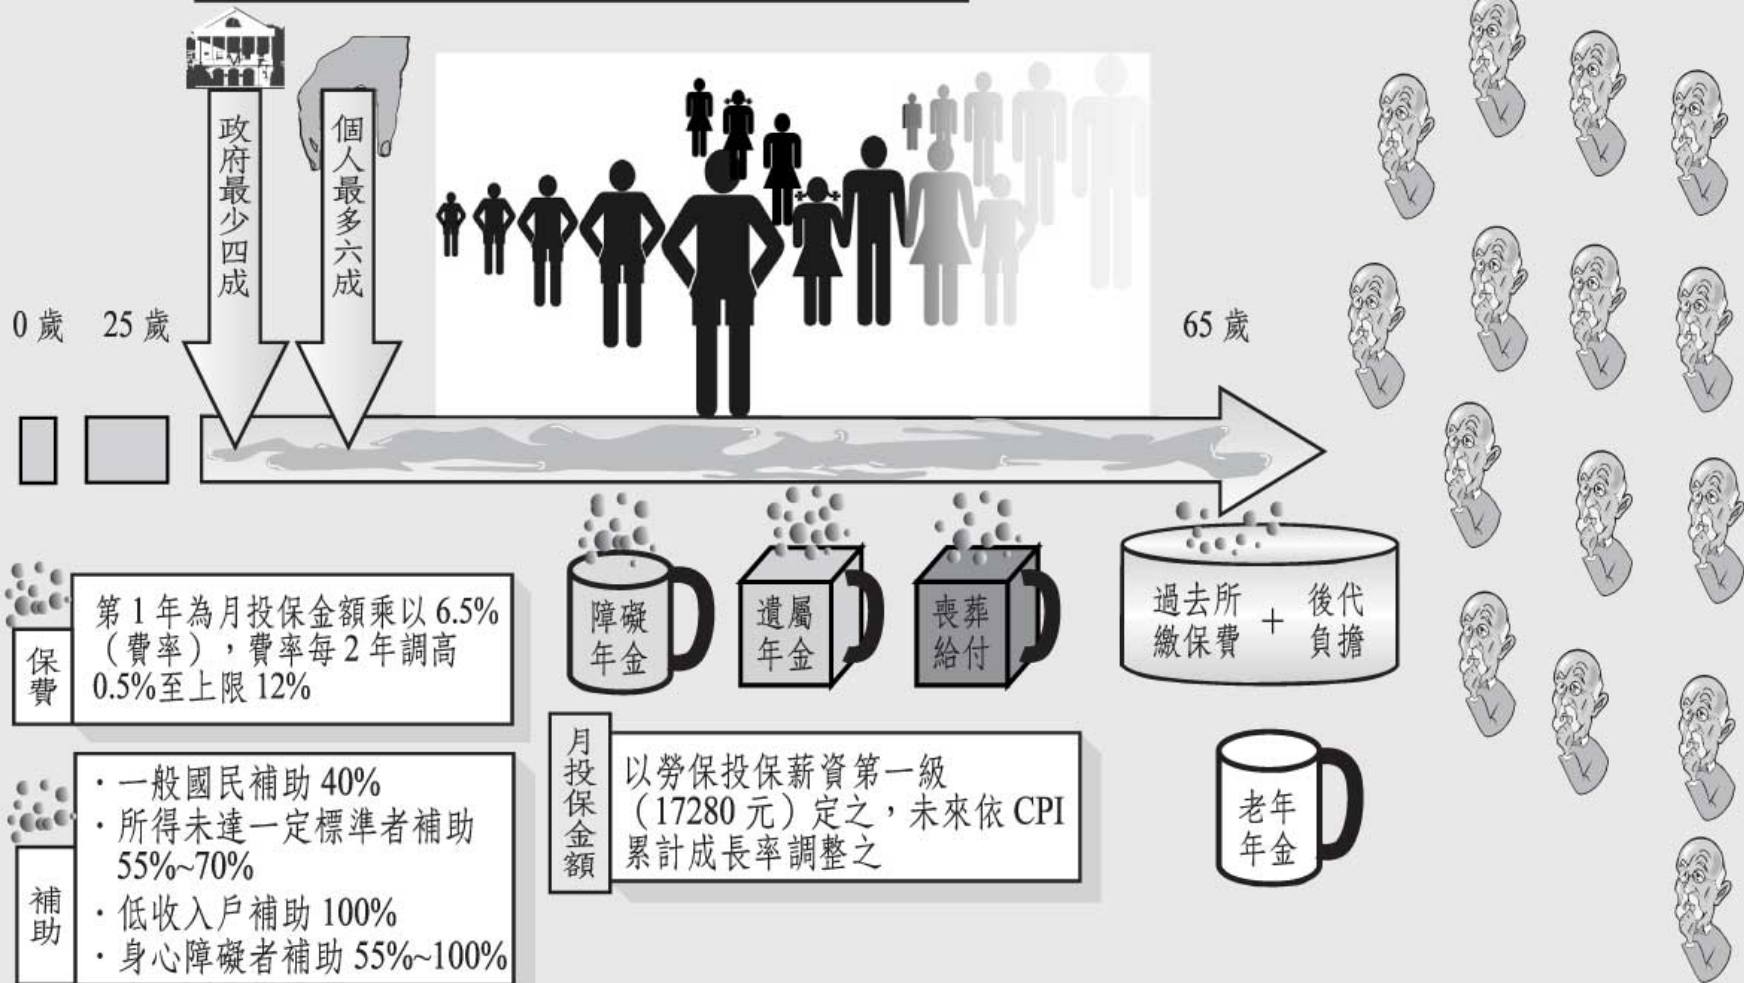 政府最少四成
個人最多六成
0 歲
25 歲
65 歲
保費
第 1 年為月投保金額乘以 6.5%
（費率），費率每 2 年調高
0.5%至上限 12%
障礙
年金
遺屬
年金
喪葬
給付
過去所
繳保費
+
後代
負擔
補助
·一般國民補助 40%
·所得未達一定標準者補助
55%~70%
·低收入戶補助 100%
·身心障礙者補助 55%~100%
月投保金額
以勞保投保薪資第一級
（17280 元）定之，未來依 CPI
累計成長率調整之
老年
年金